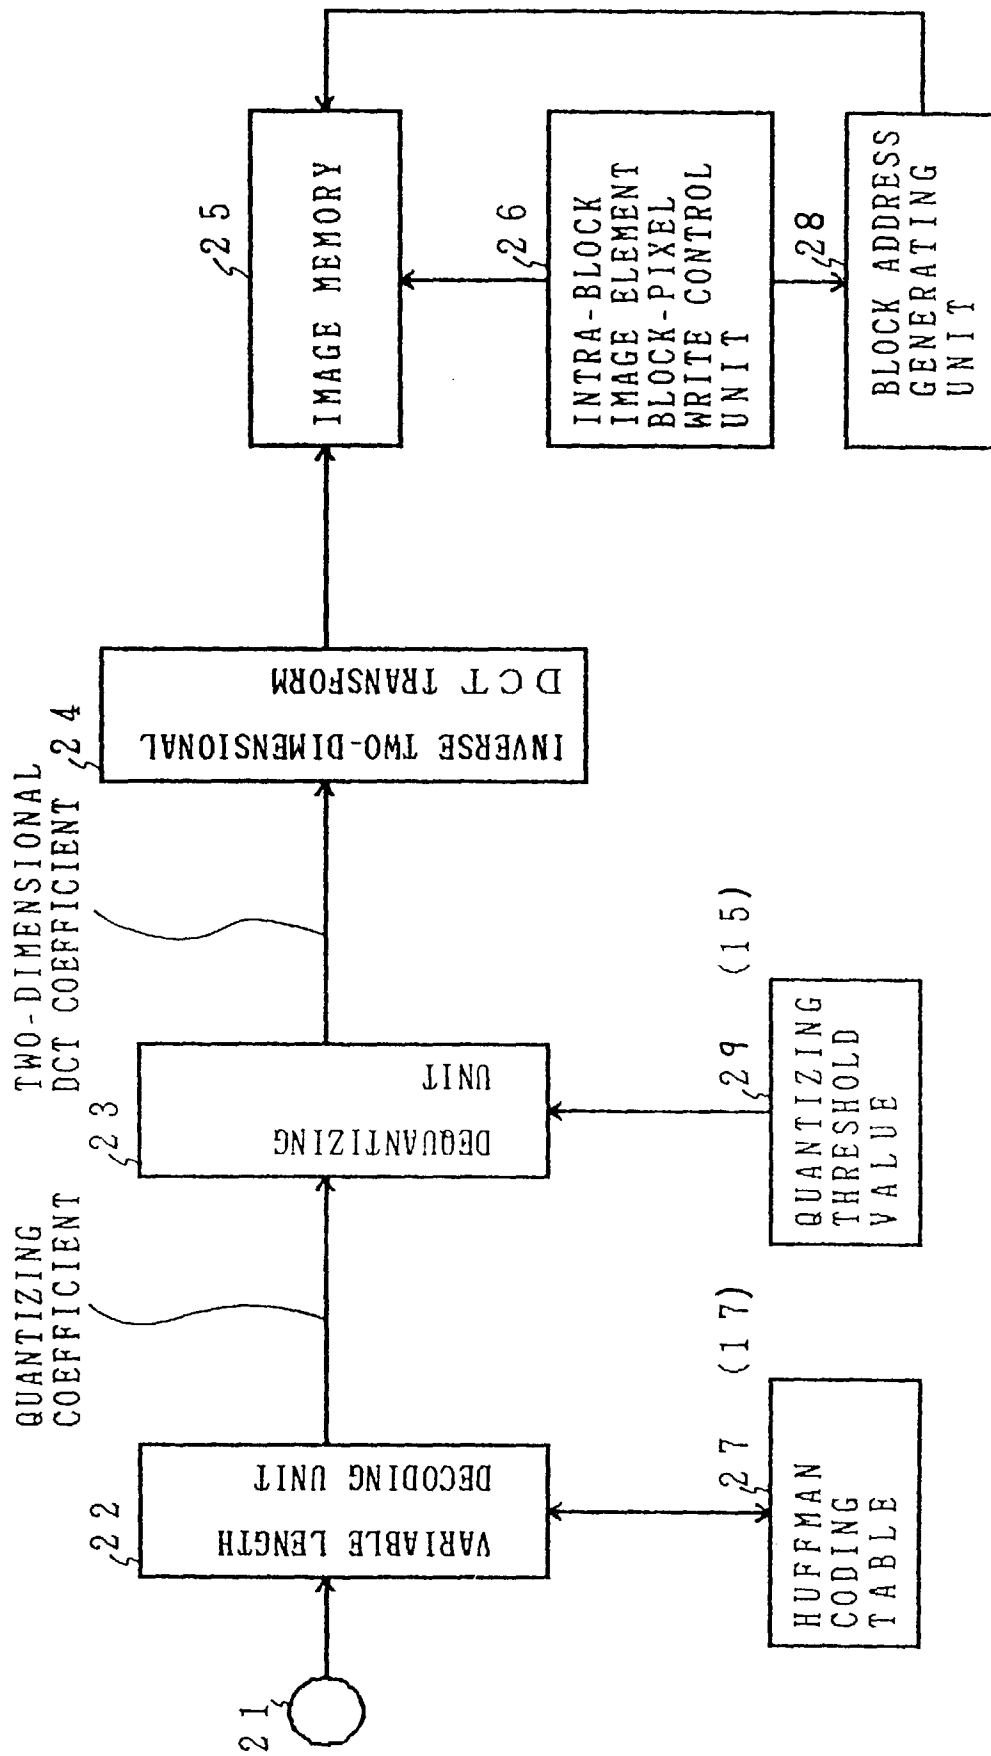 21
22
VARIABLE LENGTH
DECODING UNIT
QUANTIZING
COEFFICIENT
23
DEQUANTIZING
UNIT
TWO-DIMENSIONAL
DCT COEFFICIENT
24
INVERSE TWO-DIMENSIONAL
DCT TRANSFORM
25
IMAGE MEMORY
26
INTRA-BLOCK
IMAGE ELEMENT
BLOCK-PIXEL
WRITE CONTROL
UNIT
27 (17)
HUFFMAN
CODING
TABLE
29 (15)
QUANTIZING
THRESHOLD
VALUE
28
BLOCK ADDRESS
GENERATING
UNIT